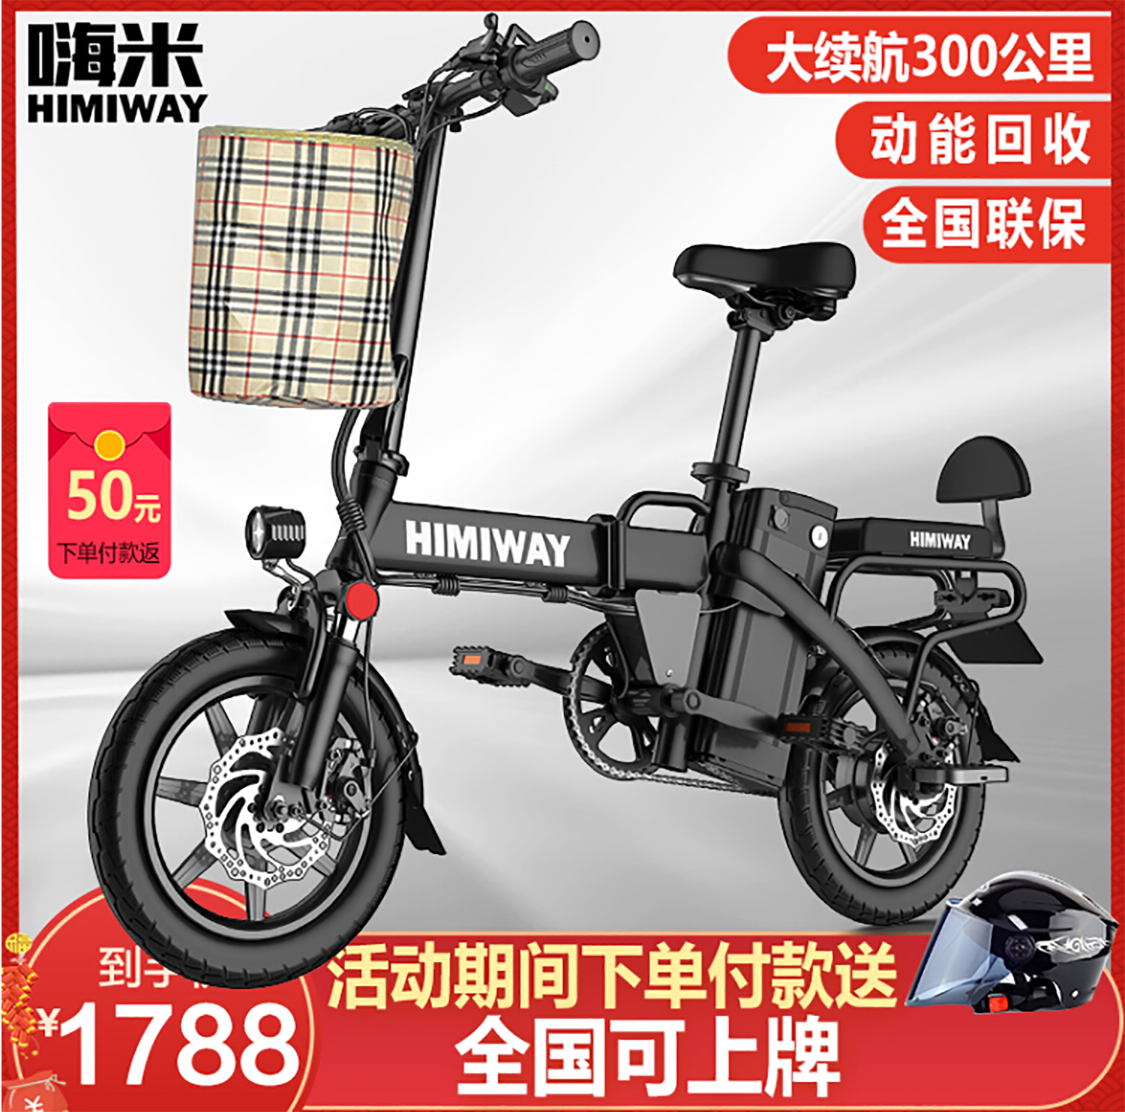 嗨米
HIMIWAY
大续航300公里
动能回收
全国联保
50元
下单付款返
HIMIWAY
HIMIWAY
到手
¥1788
活动期间下单付款送
全国可上牌
福
¥